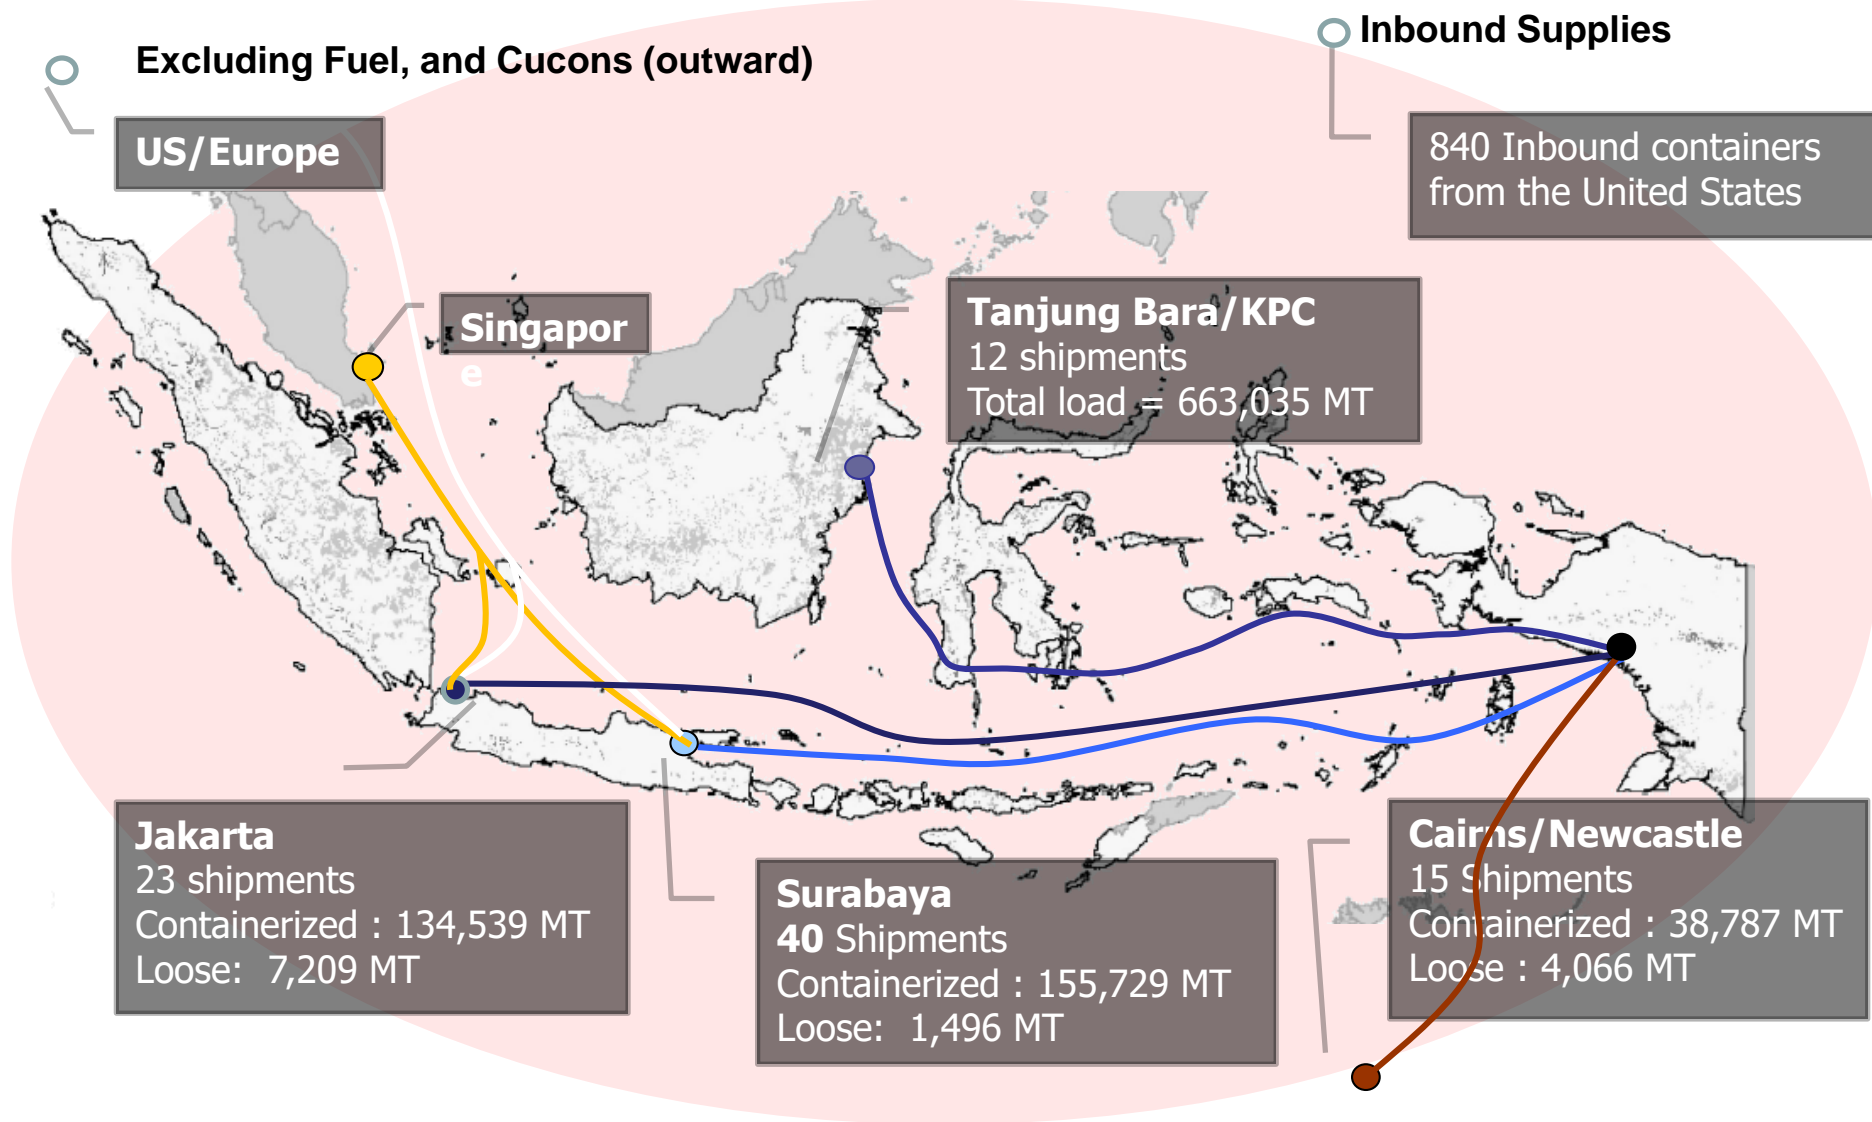 Excluding Fuel, and Cucons (outward)
Inbound Supplies
US/Europe
840 Inbound containers
from the United States
Singapor
e
Tanjung Bara/KPC
12 shipments
Total load = 663,035 MT
Jakarta
23 shipments
Containerized : 134,539 MT
Loose:  7,209 MT
Surabaya
40 Shipments
Containerized : 155,729 MT
Loose:  1,496 MT
Cairns/Newcastle
15 Shipments
Containerized : 38,787 MT
Loose : 4,066 MT